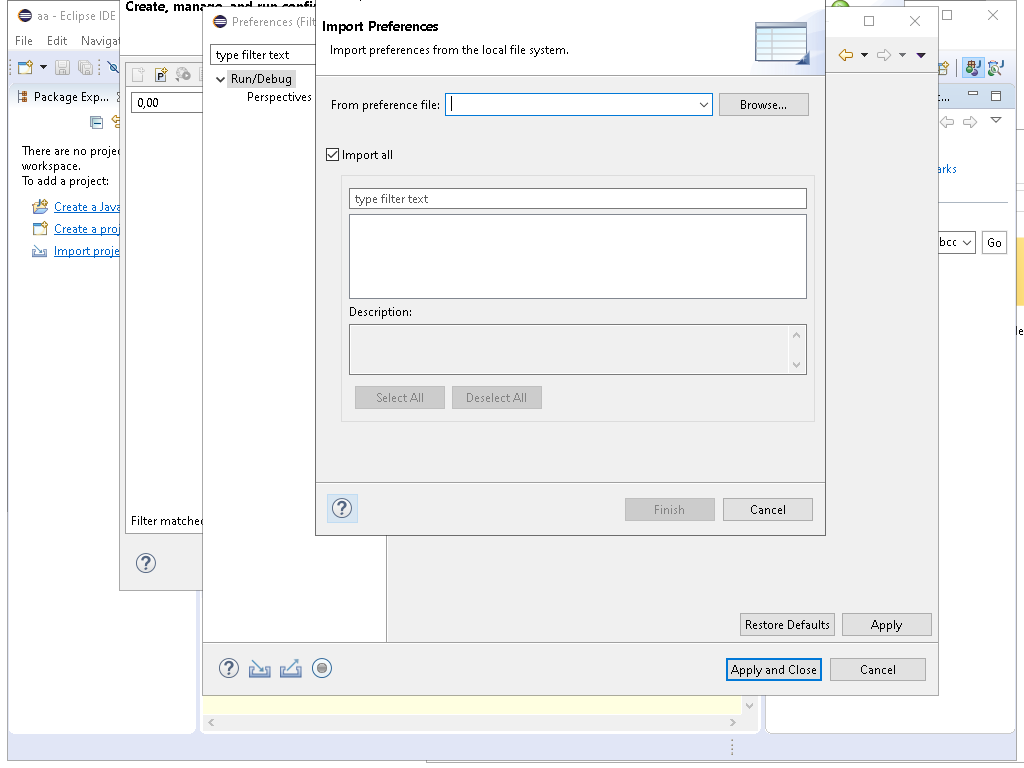 aa - Eclipse IDE
File Edit Navigat
Package Exp...
There are no projec
workspace.
To add a project:
Create a Java
Create a proj
Import proje
Create, manage, and run confi
0,00
Filter matched
Preferences (Filt
type filter text
Run/Debug
Perspectives
Import Preferences
Import preferences from the local file system.
From preference file:
Browse...
Import all
type filter text
Description:
Select All
Deselect All
Finish
Cancel
Restore Defaults
Apply
Apply and Close
Cancel
arks
Go